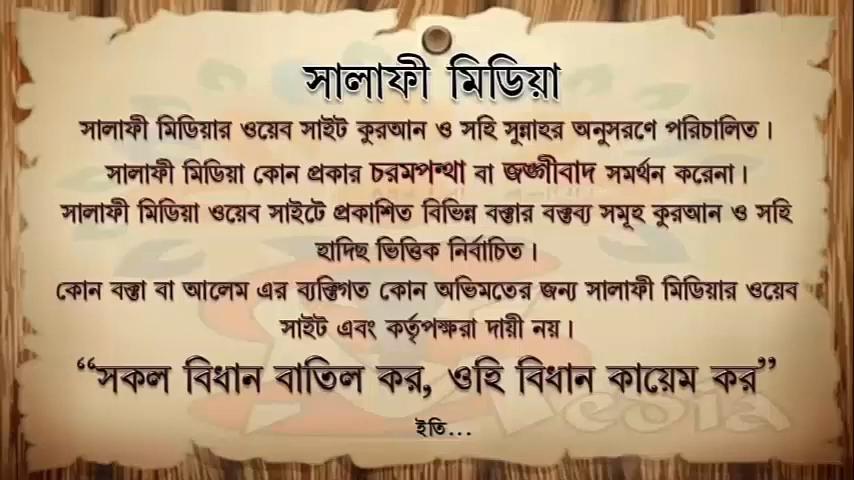 সালাফী মিডিয়া
সালাফী মিডিয়ার ওয়েব সাইট কুরআন ও সহি সুন্নাহর অনুসরণে পরিচালিত।
সালাফী মিডিয়া কোন প্রকার চরমপন্থা বা জঙ্গীবাদ সমর্থন করেনা।
সালাফী মিডিয়া ওয়েব সাইটে প্রকাশিত বিভিন্ন বক্তার বক্তব্য সমূহ কুরআন ও সহি
হাদিছ ভিত্তিক নির্বাচিত।
কোন বক্তা বা আলেম এর ব্যক্তিগত কোন অভিমতের জন্য সালাফী মিডিয়ার ওয়েব
সাইট এবং কর্তৃপক্ষরা দায়ী নয়।
“সকল বিধান বাতিল কর, ওহি বিধান কায়েম কর”
ইতি...